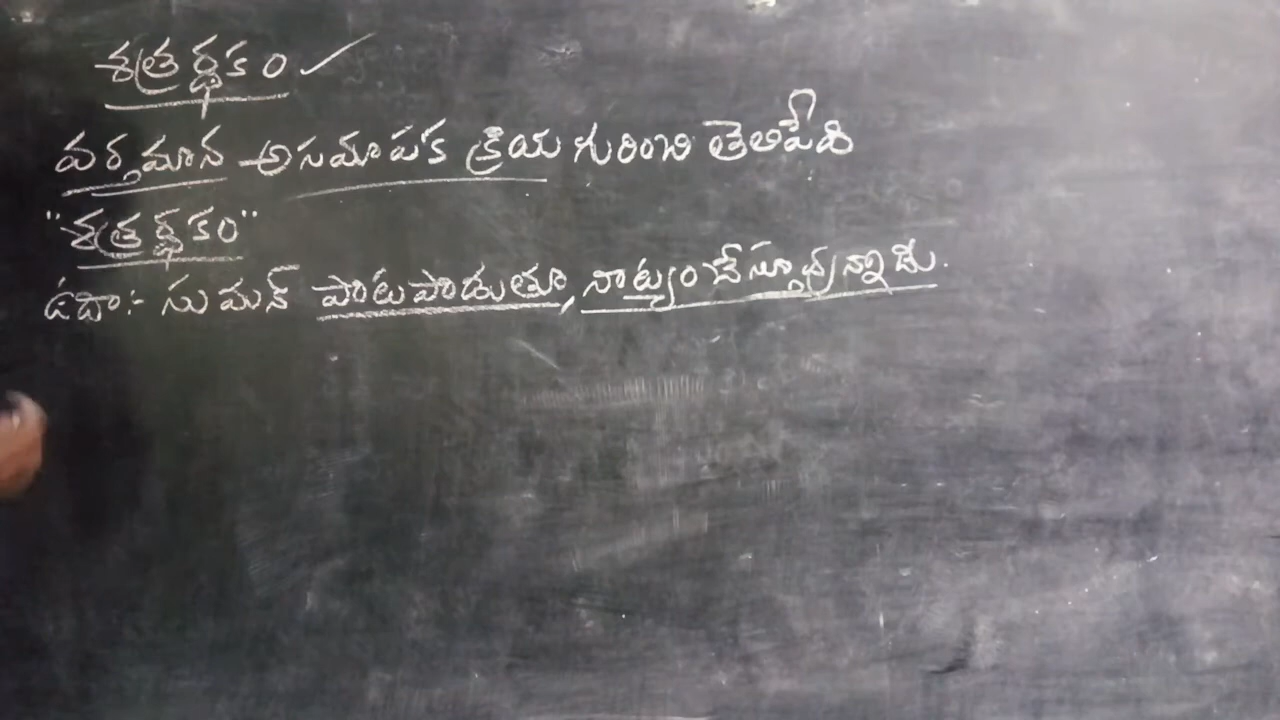 శత్రర్థకం ✓
వర్తమాన అసమాపక క్రియ గురించి తెలిపేది
"శత్రర్థకం"
ఉదా:- సుమన్ పాటపాడుతూ, నాట్యం చేస్తూవున్నాడు.